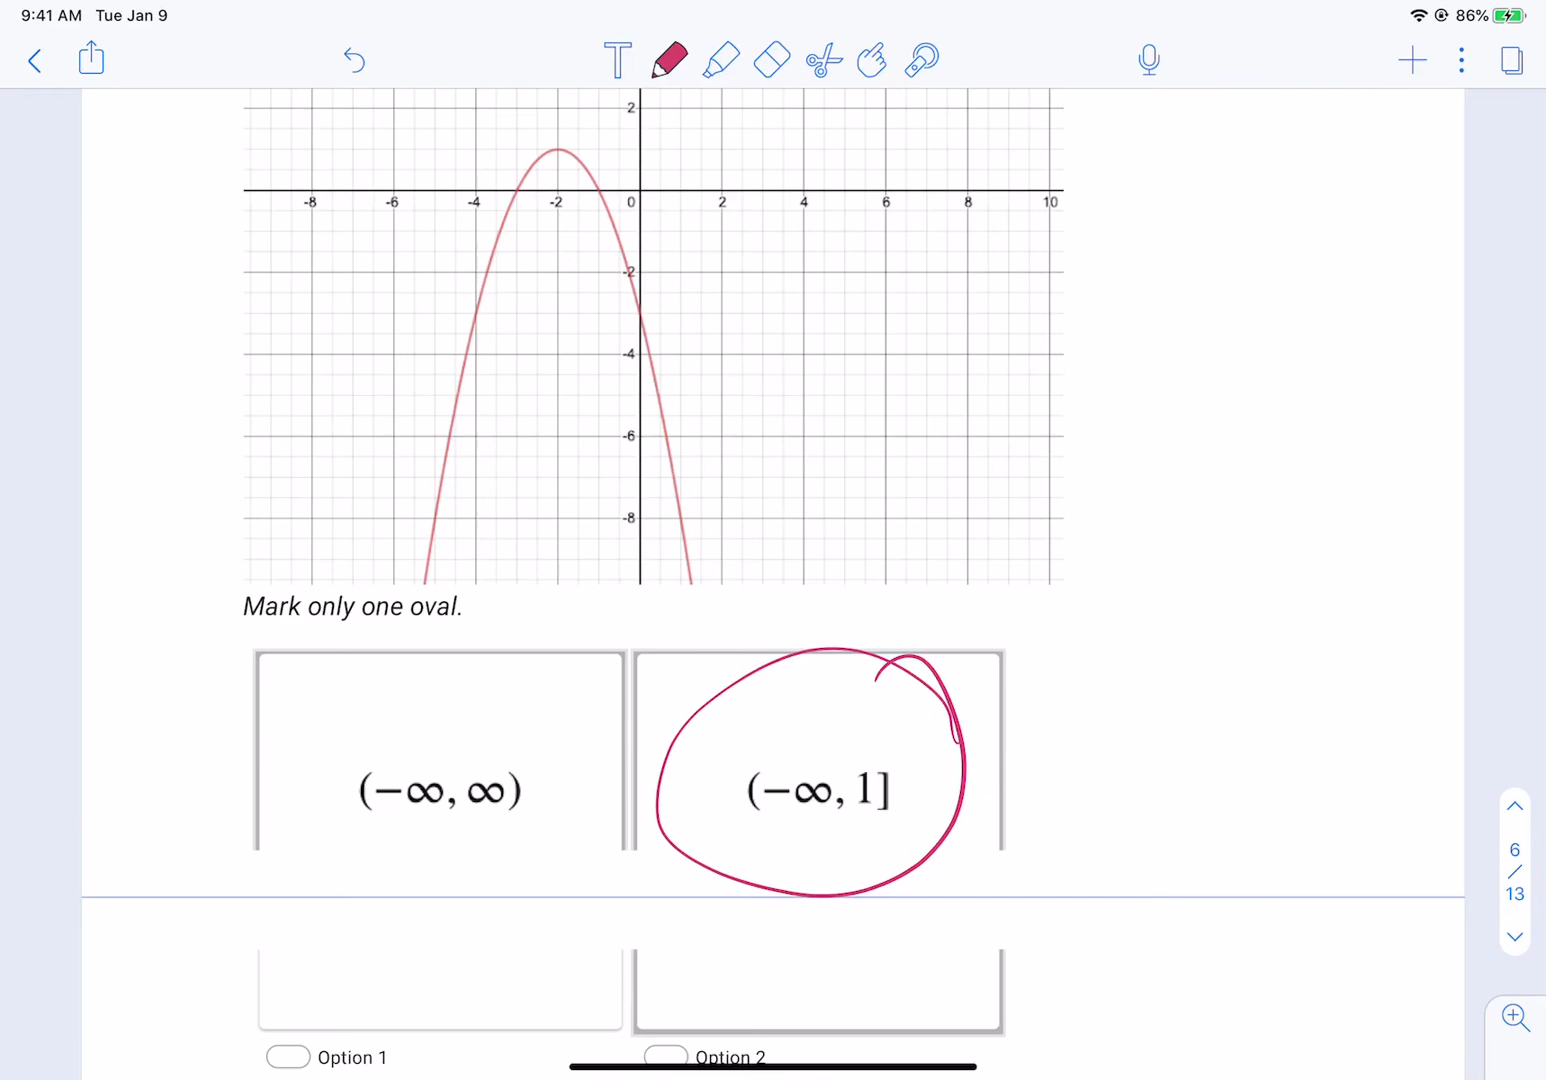 9:41 AM Tue Jan 9 86%
T
2
-8 -6 -4 -2 0 2 4 6 8 10
-2
-4
-6
-8
Mark only one oval.
(−∞, ∞) (−∞, 1]
6
/
13
Option 1 Option 2